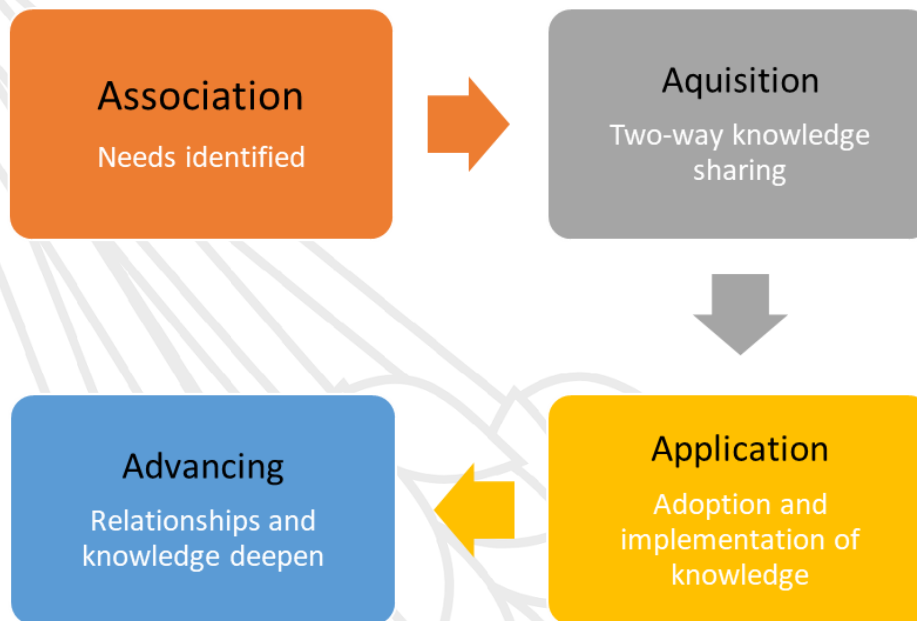 Association
Needs identified
Aquisition
Two-way knowledge
sharing
Application
Adoption and
implementation of
knowledge
Advancing
Relationships and
knowledge deepen